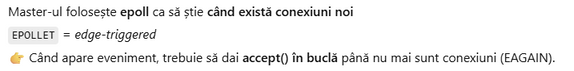 Master-ul folosește epoll ca să știe când există conexiuni noi
EPOLLET = edge-triggered
👉 Când apare eveniment, trebuie să dai accept() în buclă până nu mai sunt conexiuni (EAGAIN).